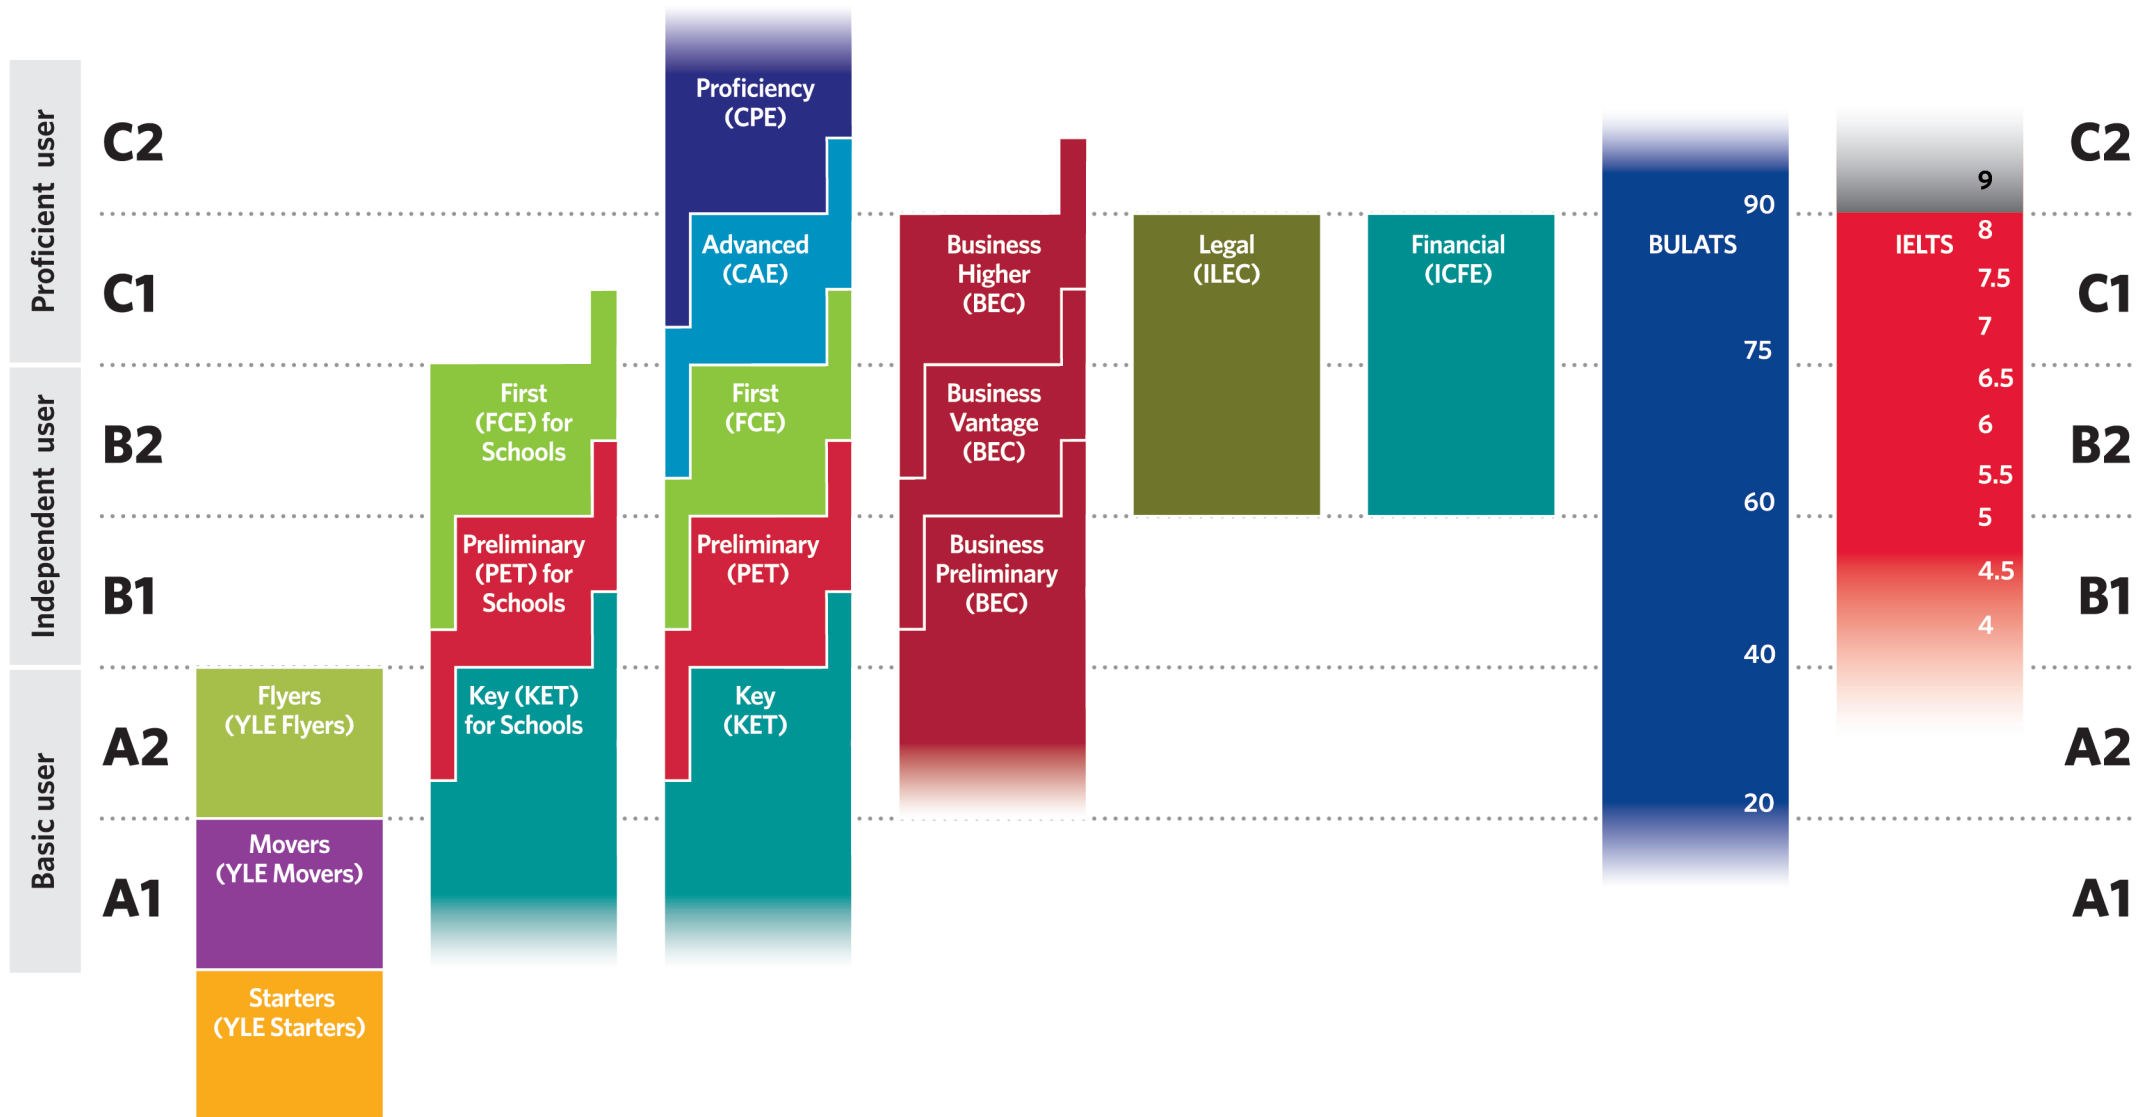 Proficient user
Independent user
Basic user
C2
C1
B2
B1
A2
A1
Flyers
(YLE Flyers)
Movers
(YLE Movers)
Starters
(YLE Starters)
First
(FCE) for
Schools
Preliminary
(PET) for
Schools
Key (KET)
for Schools
Proficiency
(CPE)
Advanced
(CAE)
First
(FCE)
Preliminary
(PET)
Key
(KET)
Business
Higher
(BEC)
Business
Vantage
(BEC)
Business
Preliminary
(BEC)
Legal
(ILEC)
Financial
(ICFE)
BULATS
90
75
60
40
20
IELTS
9
8
7.5
7
6.5
6
5.5
5
4.5
4
C2
C1
B2
B1
A2
A1